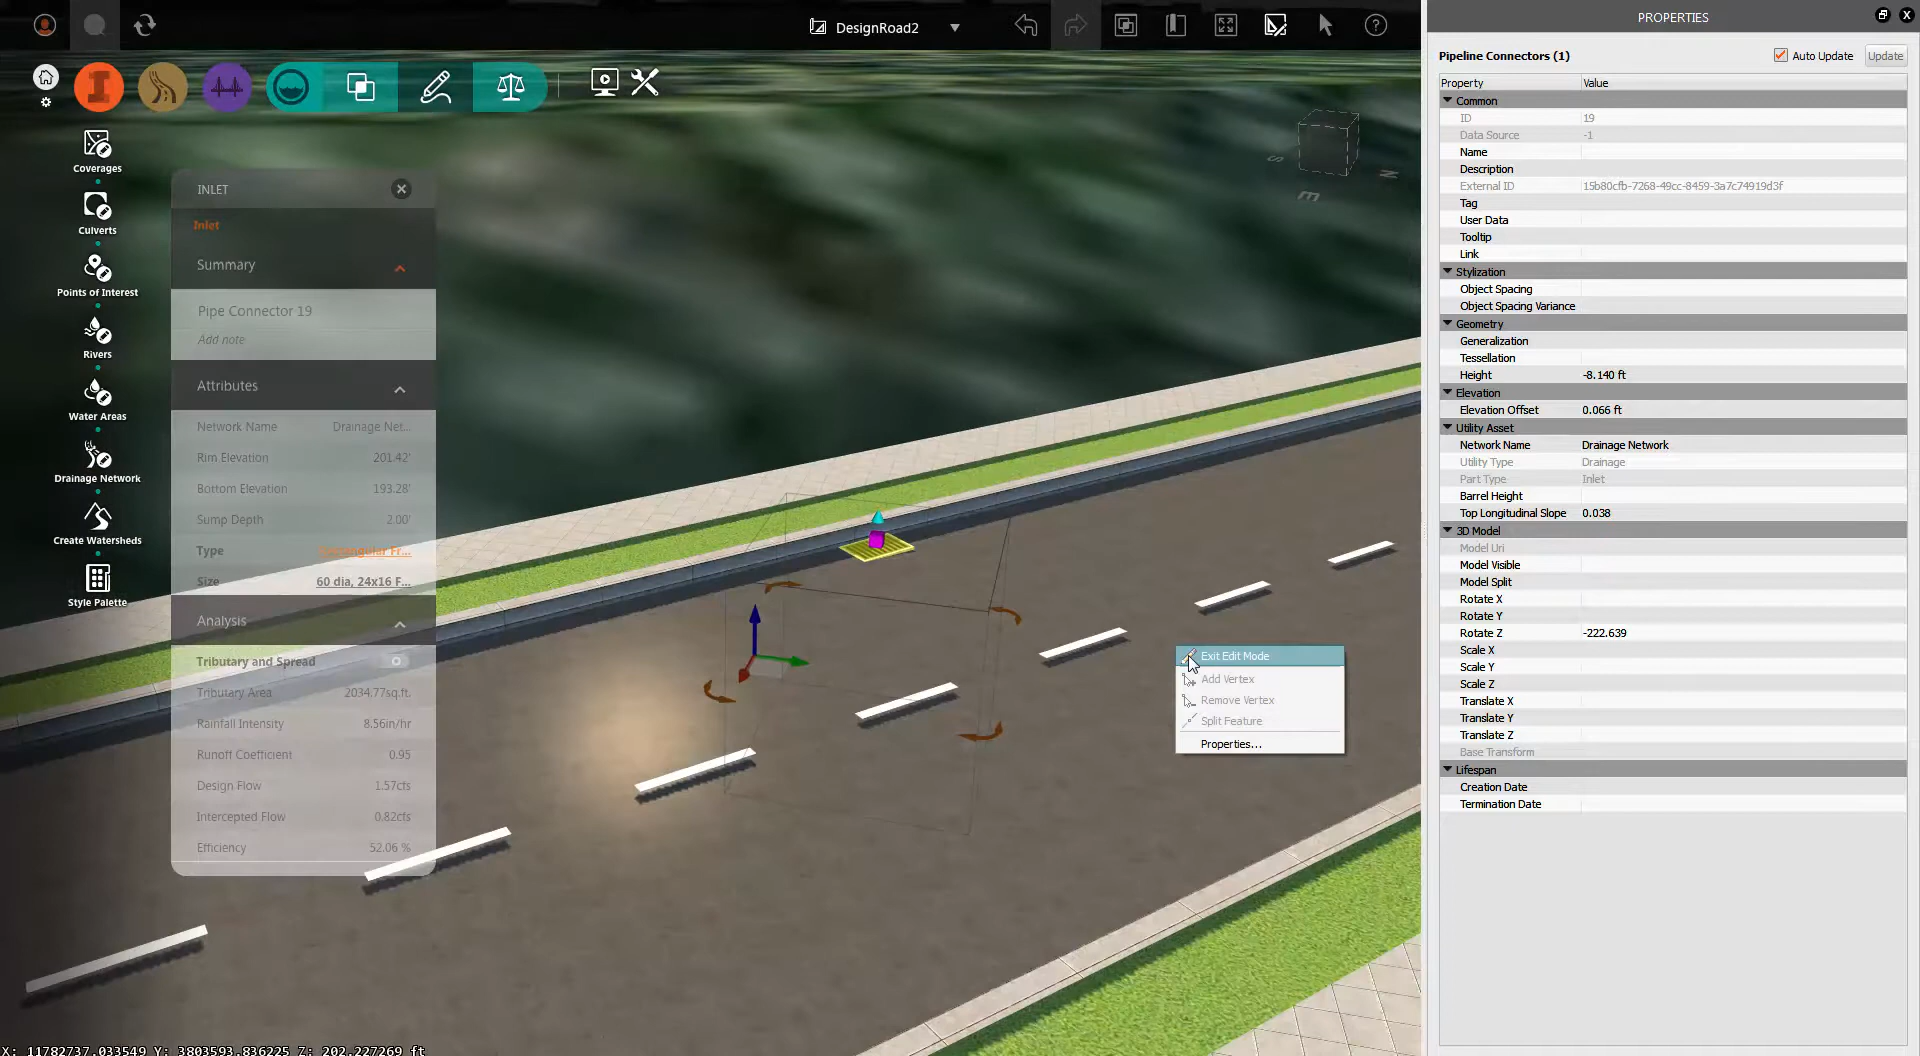 DesignRoad2
PROPERTIES
Pipeline Connectors (1)
Auto Update
Update
Property
Value
Common
ID
19
Data Source
-1
Name
Description
External ID
15b80cfb-7268-49cc-8459-3a7c74919d3f
Tag
User Data
Tooltip
Link
Stylization
Object Spacing
Object Spacing Variance
Geometry
Generalization
Tessellation
Height
-8.140 ft
Elevation
Elevation Offset
0.066 ft
Utility Asset
Network Name
Drainage Network
Utility Type
Drainage
Part Type
Inlet
Barrel Height
Top Longitudinal Slope
0.038
3D Model
Model Uri
Model Visible
Model Split
Rotate X
Rotate Y
Rotate Z
-222.639
Scale X
Scale Y
Scale Z
Translate X
Translate Y
Translate Z
Base Transform
Lifespan
Creation Date
Termination Date
Coverages
Culverts
Points of Interest
Rivers
Water Areas
Drainage Network
Create Watersheds
Style Palette
INLET
Inlet
Summary
Pipe Connector 19
Add note
Attributes
Network Name
Drainage Net...
Rim Elevation
201.42'
Bottom Elevation
193.28'
Sump Depth
2.00'
Type
Rectangular Fr...
Size
60 dia, 24x16 F...
Analysis
Tributary and Spread
Tributary Area
2034.77sq.ft.
Rainfall Intensity
8.56in/hr
Runoff Coefficient
0.95
Design Flow
1.57cfs
Intercepted Flow
0.82cfs
Efficiency
52.06 %
S
N
E
Exit Edit Mode
Add Vertex
Remove Vertex
Split Feature
Properties...
X: 11782737.033549 Y: 3803593.836225 Z: 202.227269 ft